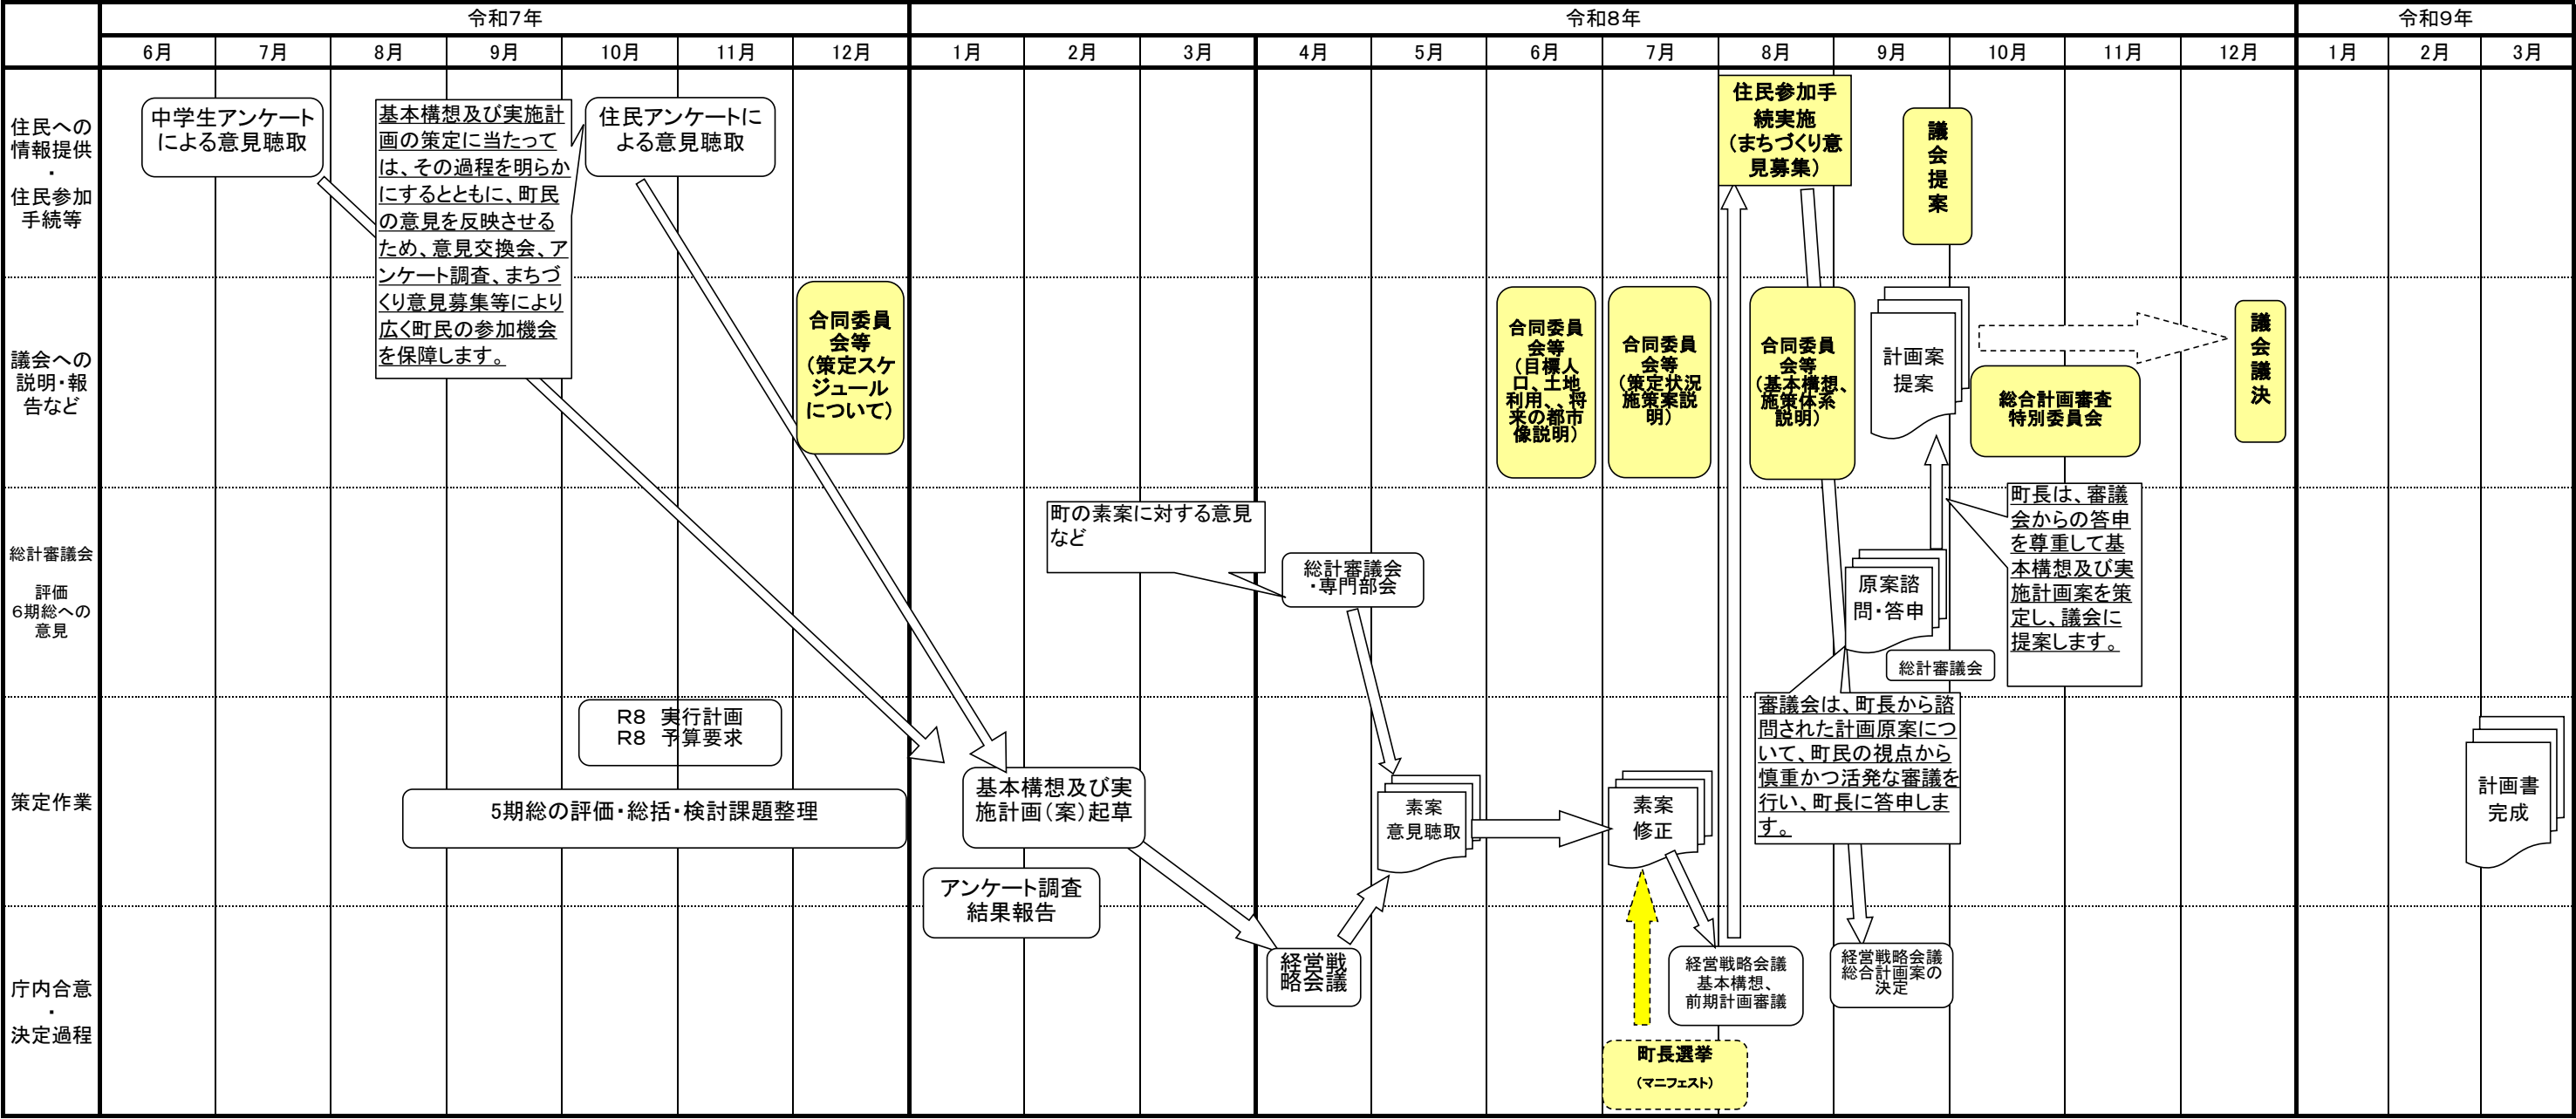 令和７年
令和８年
令和９年
６月
７月
８月
９月
１０月
１１月
１２月
１月
２月
３月
４月
５月
６月
７月
８月
９月
１０月
１１月
１２月
１月
２月
３月
住民への
情報提供
・
住民参加
手続等
中学生アンケート
による意見聴取
基本構想及び実施計
画の策定に当たって
は、その過程を明らか
にするとともに、町民
の意見を反映させる
ため、意見交換会、ア
ンケート調査、まちづ
くり意見募集等により
広く町民の参加機会
を保障します。
住民アンケートに
よる意見聴取
住民参加手
続実施
（まちづくり意
見募集）
議
会
提
案
議会への
説明・報
告など
合同委員
会等
（策定スケ
ジュール
について）
合同委員
会等
（目標人
口、土地
利用、、将
来の都市
像説明）
合同委員
会等
（策定状況
施策案説
明）
合同委員
会等
（基本構想、
施策体系
説明）
計画案
提案
総合計画審査
特別委員会
議
会
議
決
総計審議会
評価
６期総への
意見
町の素案に対する意見
など
総計審議会
・専門部会
原案諮
問・答申
総計審議会
町長は、審議
会からの答申
を尊重して基
本構想及び実
施計画案を策
定し、議会に
提案します。
策定作業
Ｒ８　実行計画
Ｒ８　予算要求
５期総の評価・総括・検討課題整理
基本構想及び実
施計画（案）起草
アンケート調査
結果報告
素案
意見聴取
素案
修正
審議会は、町長から諮
問された計画原案につ
いて、町民の視点から
慎重かつ活発な審議を
行い、町長に答申しま
す。
計画書
完成
庁内合意
・
決定過程
経営戦
略会議
経営戦略会議
基本構想、
前期計画審議
経営戦略会議
総合計画案の
決定
町長選挙
（マニフェスト）